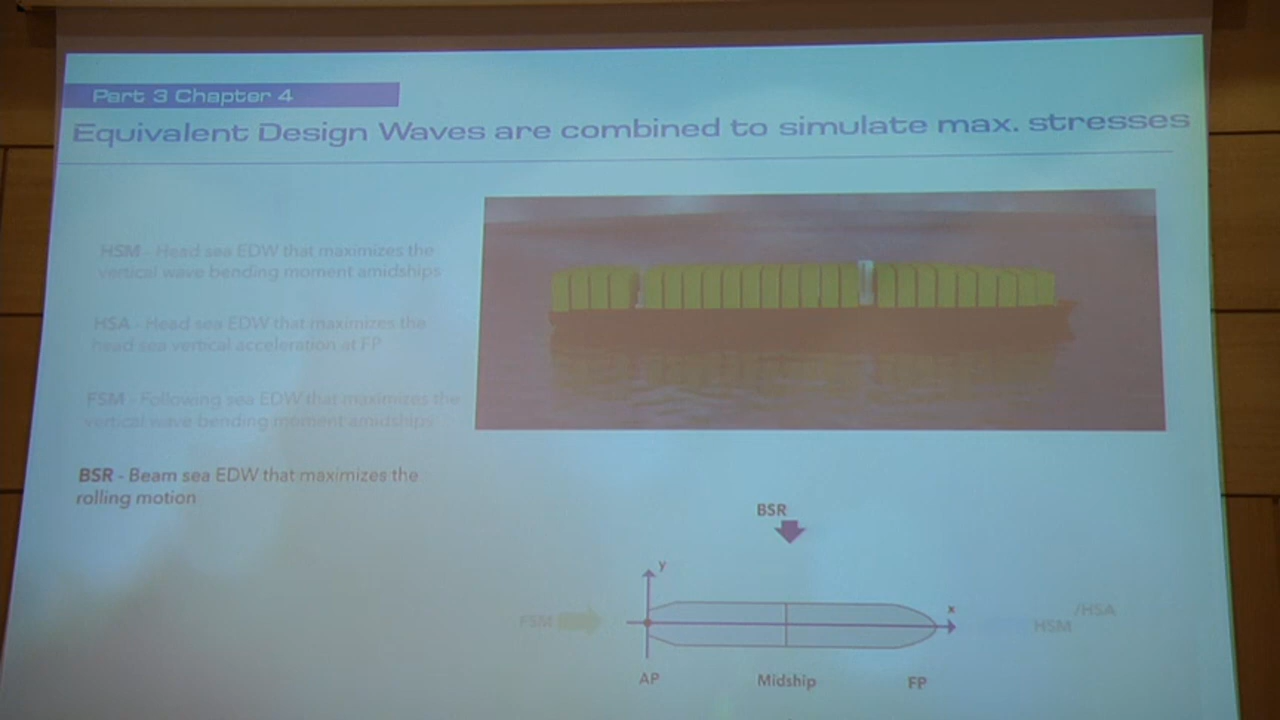 Part 3 Chapter 4
Equivalent Design Waves are combined to simulate max. stresses
HSM - Head sea EDW that maximizes the
vertical wave bending moment amidships
HSA - Head sea EDW that maximizes the
head sea vertical acceleration at FP
FSM - Following sea EDW that maximizes the
vertical wave bending moment amidships
BSR - Beam sea EDW that maximizes the
rolling motion
BSR
y
x
FSM
/HSA
HSM
AP
Midship
FP